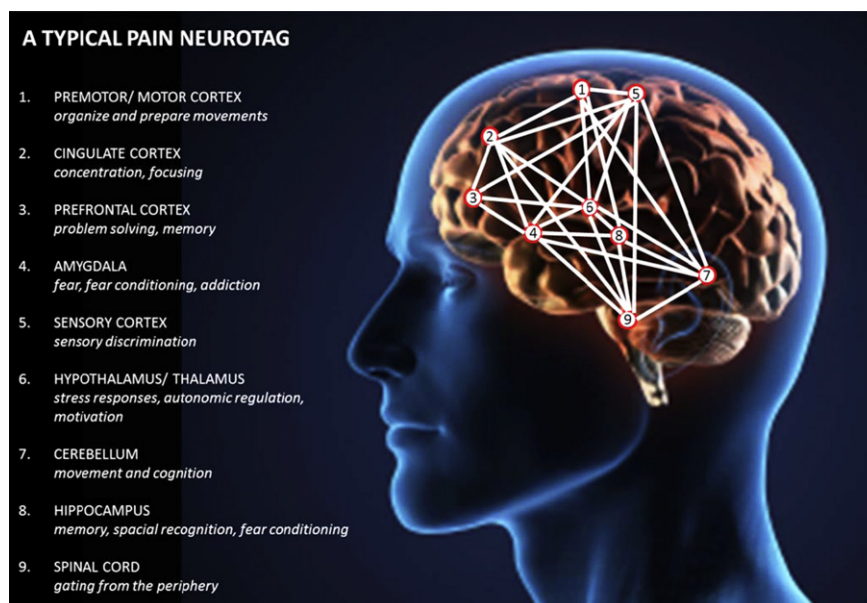 A TYPICAL PAIN NEUROTAG
1. PREMOTOR/ MOTOR CORTEX
organize and prepare movements
2. CINGULATE CORTEX
concentration, focusing
3. PREFRONTAL CORTEX
problem solving, memory
4. AMYGDALA
fear, fear conditioning, addiction
5. SENSORY CORTEX
sensory discrimination
6. HYPOTHALAMUS/ THALAMUS
stress responses, autonomic regulation,
motivation
7. CEREBELLUM
movement and cognition
8. HIPPOCAMPUS
memory, spacial recognition, fear conditioning
9. SPINAL CORD
gating from the periphery
1
5
2
3
6
4
8
7
9